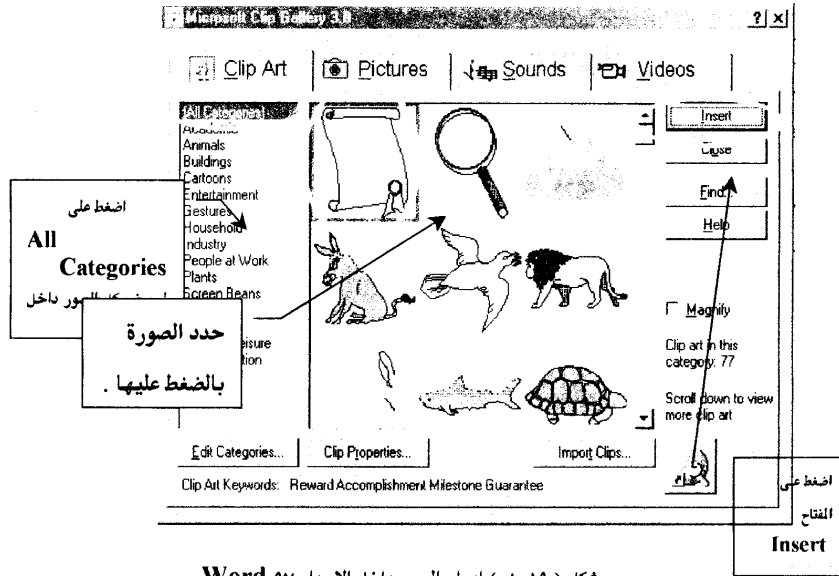 Microsoft Clip Gallery 3.0
Clip Art Pictures Sounds Videos
(All Categories)
Academic
Animals
Buildings
Cartoons
Entertainment
Gestures
Household
Industry
People at Work
Plants
Screen Beans
Insert
Close
Find...
Help
اضغط على
All
Categories
داخل
حدد الصورة
بالضغط عليها .
Magnify
Clip art in this
category: 77
Scroll down to view
more clip art
Edit Categories...
Clip Properties...
Import Clips...
Clip Art Keywords: Reward Accomplishment Milestone Guarantee
اضغط على
المفتاح
Insert
Word